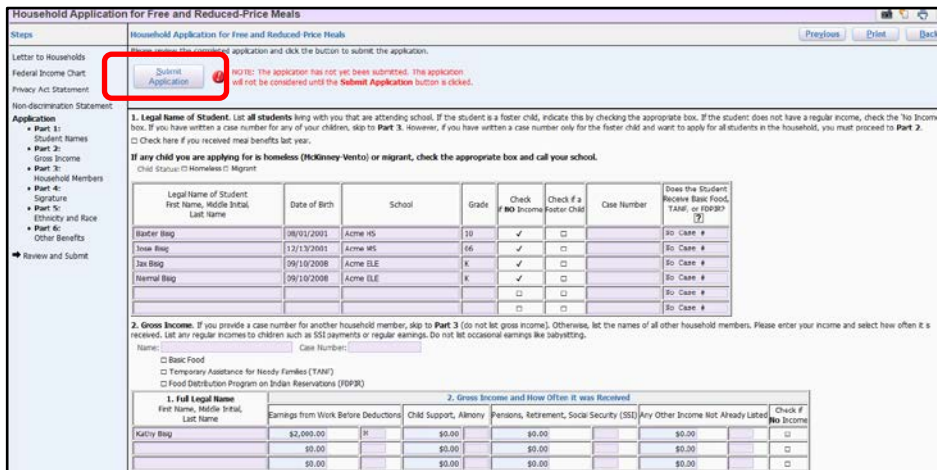 Household Application for Free and Reduced-Price Meals
Steps
Letter to Households
Federal Income Chart
Privacy Act Statement
Non-discrimination Statement
Application
• Part 1:
Student Names
• Part 2:
Gross Income
• Part 3:
Household Members
• Part 4:
Signature
• Part 5:
Ethnicity and Race
• Part 6:
Other Benefits
Review and Submit
Household Application for Free and Reduced-Price Meals
Previous Print Back
Please review the completed application and click the button to submit the application.
Submit
Application
NOTE: The application has not yet been submitted. This application
will not be considered until the Submit Application button is clicked.
1. Legal Name of Student. List all students living with you that are attending school. If the student is a foster child, indicate this by checking the appropriate box. If the student does not have a regular income, check the 'No Income
box. If you have written a case number for any of your children, skip to Part 3. However, if you have written a case number only for the foster child and want to apply for all students in the household, you must proceed to Part 2.
Check here if you received meal benefits last year.
If any child you are applying for is homeless (McKinney-Vento) or migrant, check the appropriate box and call your school.
Child Status: Homeless Migrant
Legal Name of Student
First Name, Middle Initial,
Last Name
Date of Birth
School
Grade
Check
if NO Income
Check if a
Foster Child
Case Number
Does the Student
Receive Basic Food,
TANF, or FDPIR?
?
Baxter Bisig 08/01/2001 Acme HS 10 ✓ No Case #
Jose Bisig 12/13/2001 Acme MS 06 ✓ No Case #
Jax Bisig 09/10/2008 Acme ELE K ✓ No Case #
Nermal Bisig 09/10/2008 Acme ELE K ✓ No Case #
2. Gross Income. If you provide a case number for another household member, skip to Part 3 (do not list gross income). Otherwise, list the names of all other household members. Please enter your income and select how often it is
received. List any regular incomes to children such as SSI payments or regular earnings. Do not list occasional earnings like babysitting.
Name: Case Number:
Basic Food
Temporary Assistance for Needy Families (TANF)
Food Distribution Program on Indian Reservations (FDPIR)
1. Full Legal Name
First Name, Middle Initial,
Last Name
2. Gross Income and How Often it was Received
Earnings from Work Before Deductions
Child Support, Alimony
Pensions, Retirement, Social Security (SSI)
Any Other Income Not Already Listed
Check if
No Income
Kathy Bisig $2,000.00 M $0.00 $0.00 $0.00
$0.00 $0.00 $0.00 $0.00
$0.00 $0.00 $0.00 $0.00